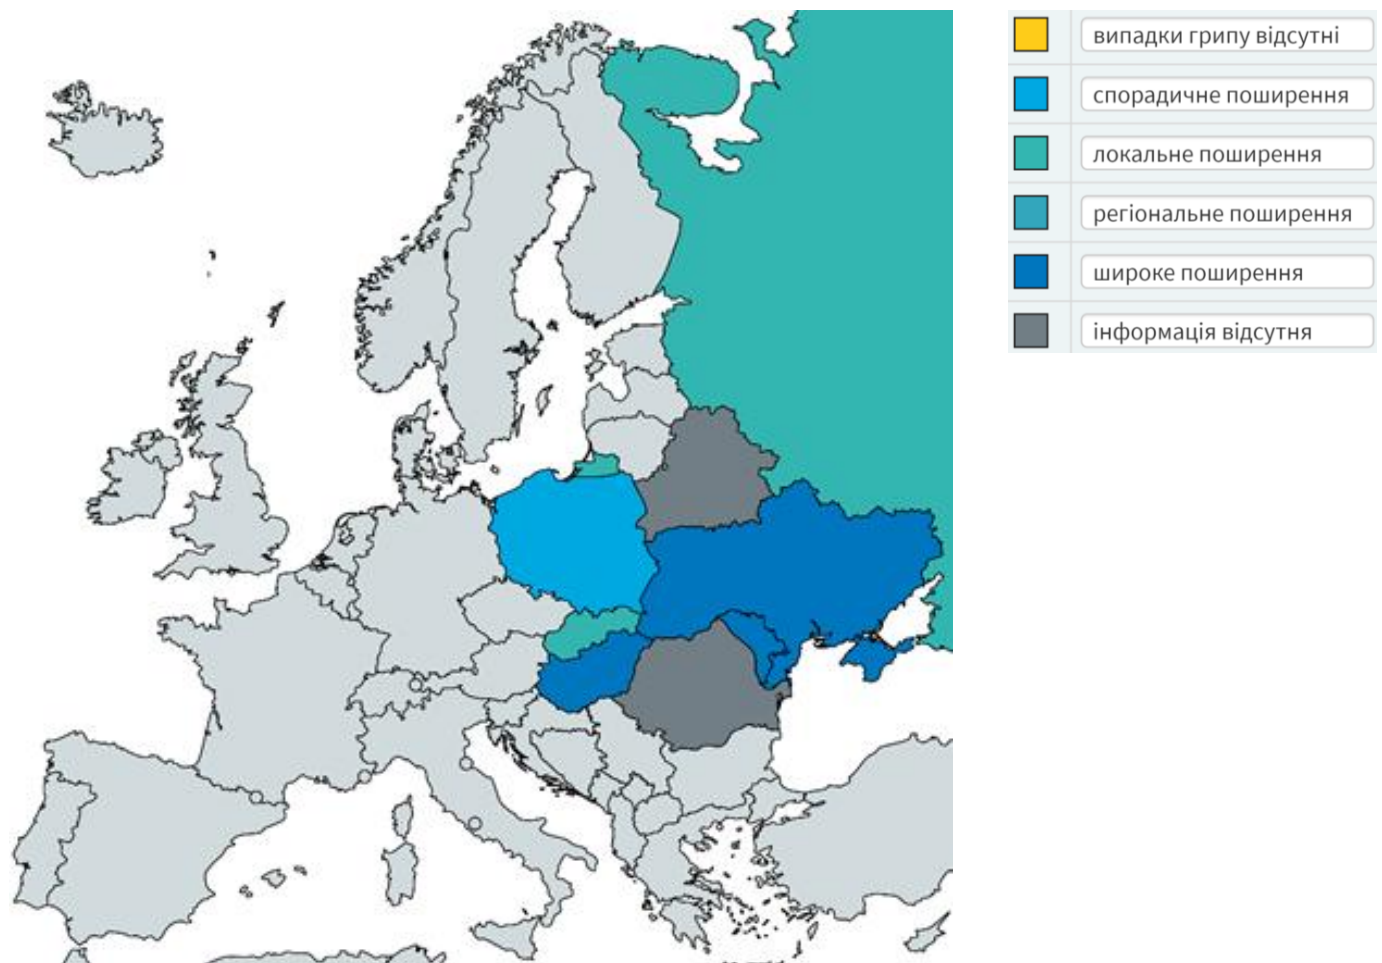 випадки грипу відсутні
спорадичне поширення
локальне поширення
регіональне поширення
широке поширення
інформація відсутня